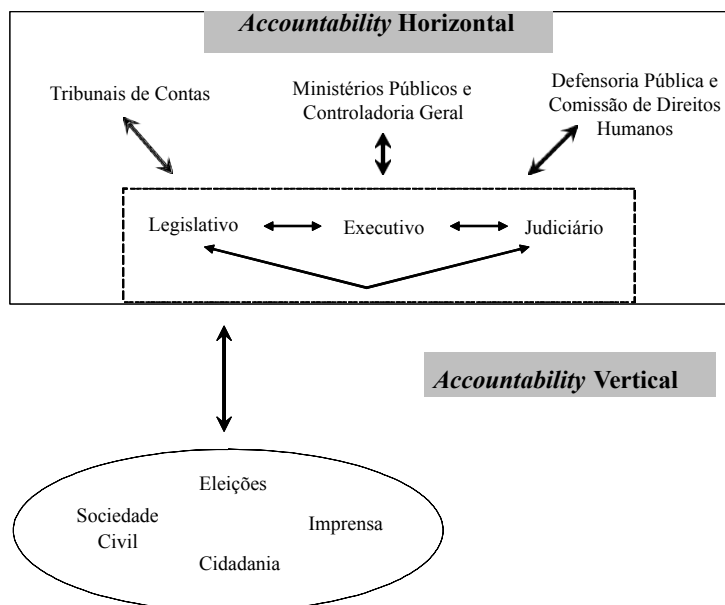 Accountability Horizontal
Tribunais de Contas
Ministérios Públicos e
Controladoria Geral
Defensoria Pública e
Comissão de Direitos
Humanos
Legislativo
Executivo
Judiciário
Accountability Vertical
Eleições
Sociedade
Civil
Imprensa
Cidadania